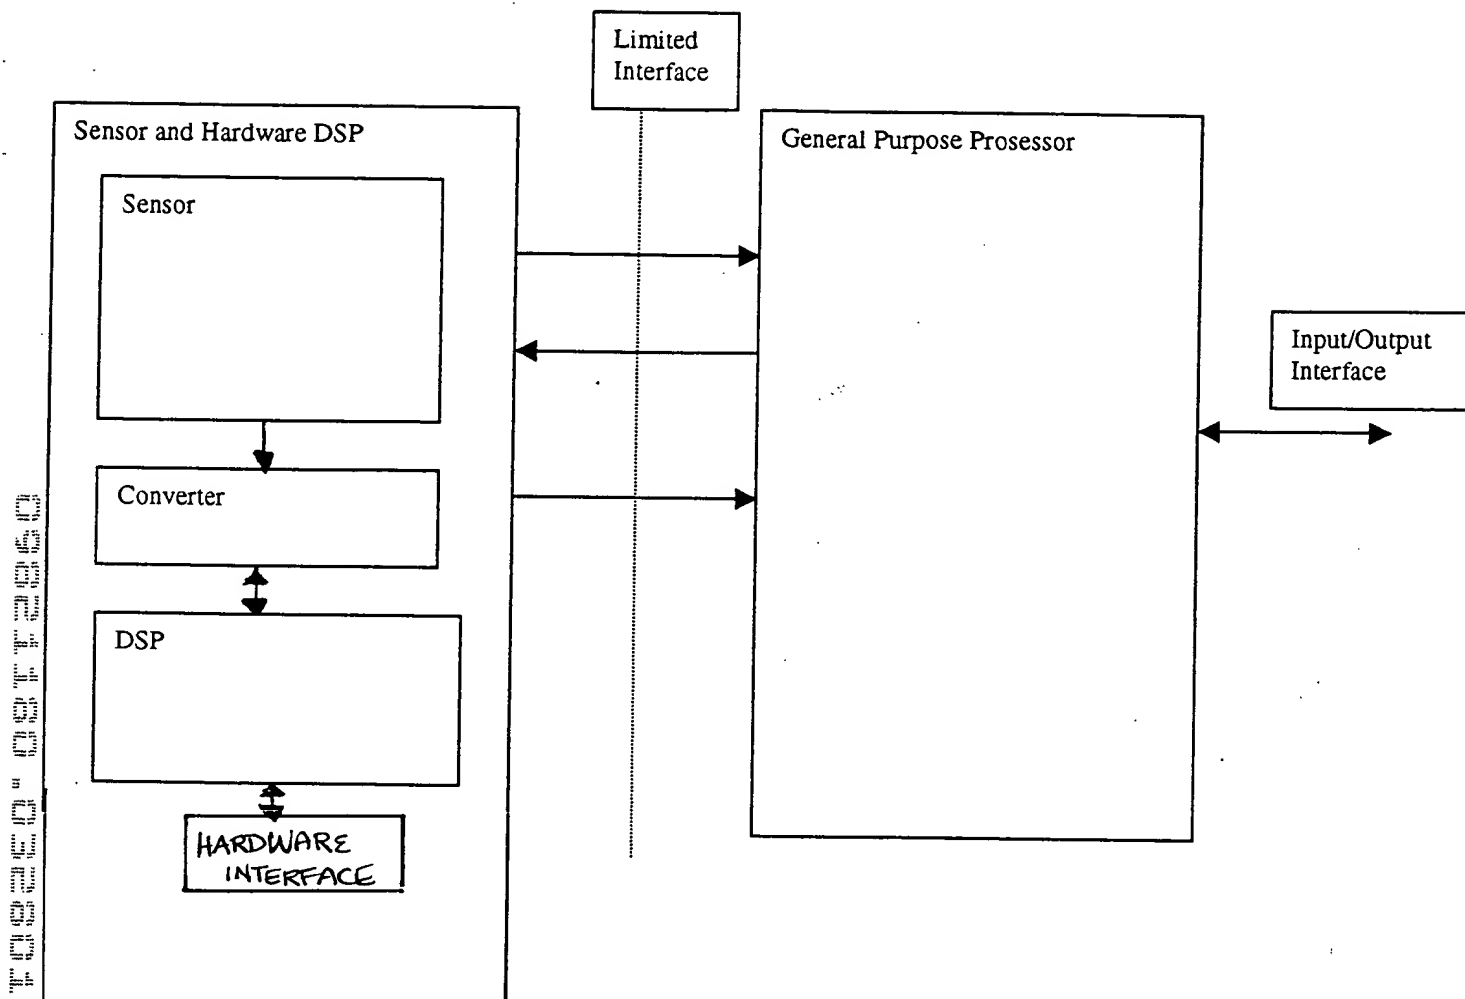 Limited
Interface
Sensor and Hardware DSP
General Purpose Prosessor
Sensor
Input/Output
Interface
Converter
DSP
HARDWARE
INTERFACE